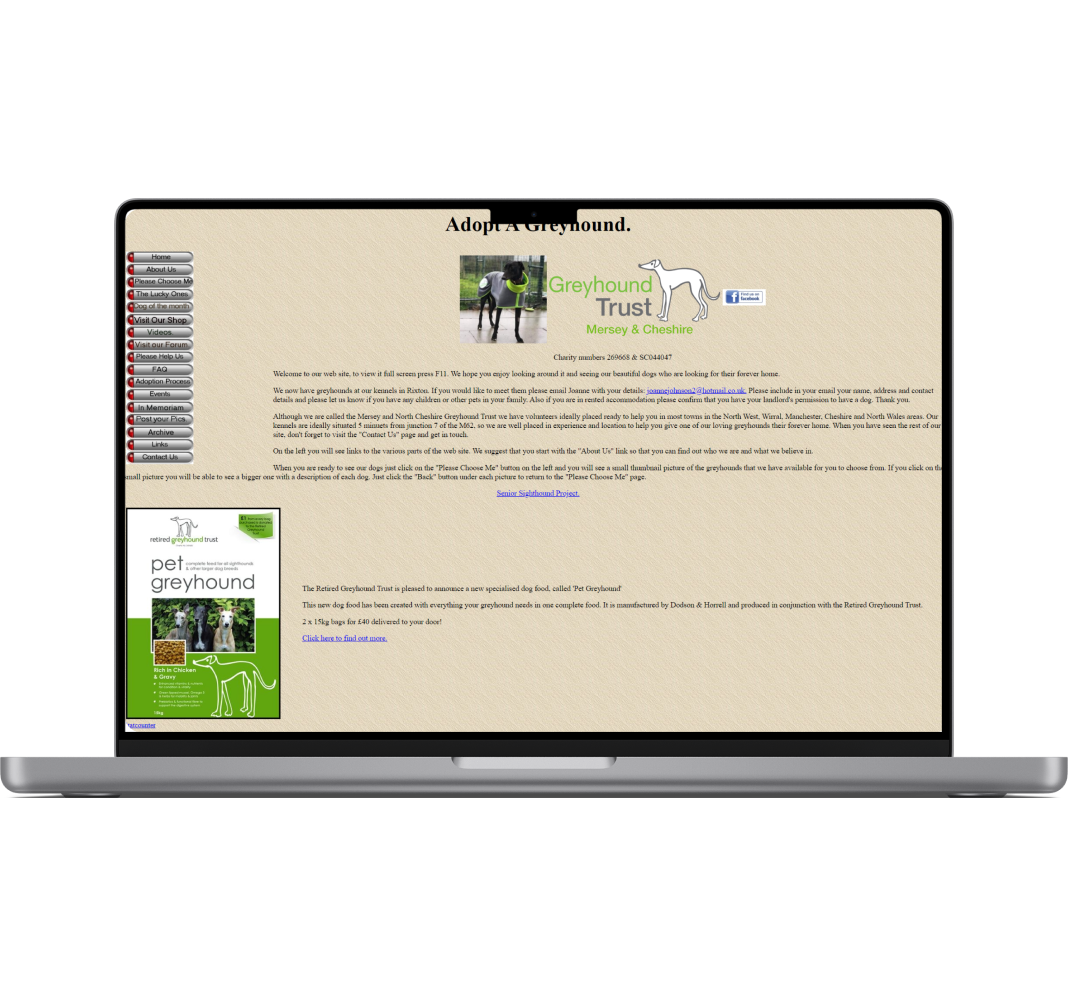 Adopt A Greyhound.
Home
About Us
Please Choose Me
The Lucky Ones
Dog of the month
Visit Our Shop
Videos
Visit our Forum
Please Help Us
FAQ
Adoption Process
Events
In Memoriam
Post your Pics
Archive
Links
Contact Us
Greyhound
Trust
Mersey & Cheshire
Find us on
facebook
Charity numbers 269668 & SC044047
Welcome to our web site, to view it full screen press F11. We hope you enjoy looking around it and seeing our beautiful dogs who are looking for their forever home.
We now have greyhounds at our kennels in Rixton. If you would like to meet them please email Joanne with your details: joannejohnson2@hotmail.co.uk. Please include in your email your name, address and contact
details and please let us know if you have any children or other pets in your family. Also if you are in rented accommodation please confirm that you have your landlord's permission to have a dog. Thank you.
Although we are called the Mersey and North Cheshire Greyhound Trust we have volunteers ideally placed ready to help you in most towns in the North West, Wirral, Manchester, Cheshire and North Wales areas. Our
kennels are ideally situated 5 minnets from junction 7 of the M62, so we are well placed in experience and location to help you give one of our loving greyhounds their forever home. When you have seen the rest of our
site, don't forget to visit the "Contact Us" page and get in touch.
On the left you will see links to the various parts of the web site. We suggest that you start with the "About Us" link so that you can find out who we are and what we believe in.
When you are ready to see our dogs just click on the "Please Choose Me" button on the left and you will see a small thumbnail picture of the greyhounds that we have available for you to choose from. If you click on the
small picture you will be able to see a bigger one with a description of each dog. Just click the "Back" button under each picture to return to the "Please Choose Me" page.
Senior Sighthound Project.
retired greyhound trust
pet complete feed for all sighthounds
& other larger dog breeds
greyhound
Rich in Chicken
& Gravy
15kg
The Retired Greyhound Trust is pleased to announce a new specialised dog food, called 'Pet Greyhound'
This new dog food has been created with everything your greyhound needs in one complete food. It is manufactured by Dodson & Horrell and produced in conjunction with the Retired Greyhound Trust.
2 x 15kg bags for £40 delivered to your door!
Click here to find out more.
statcounter